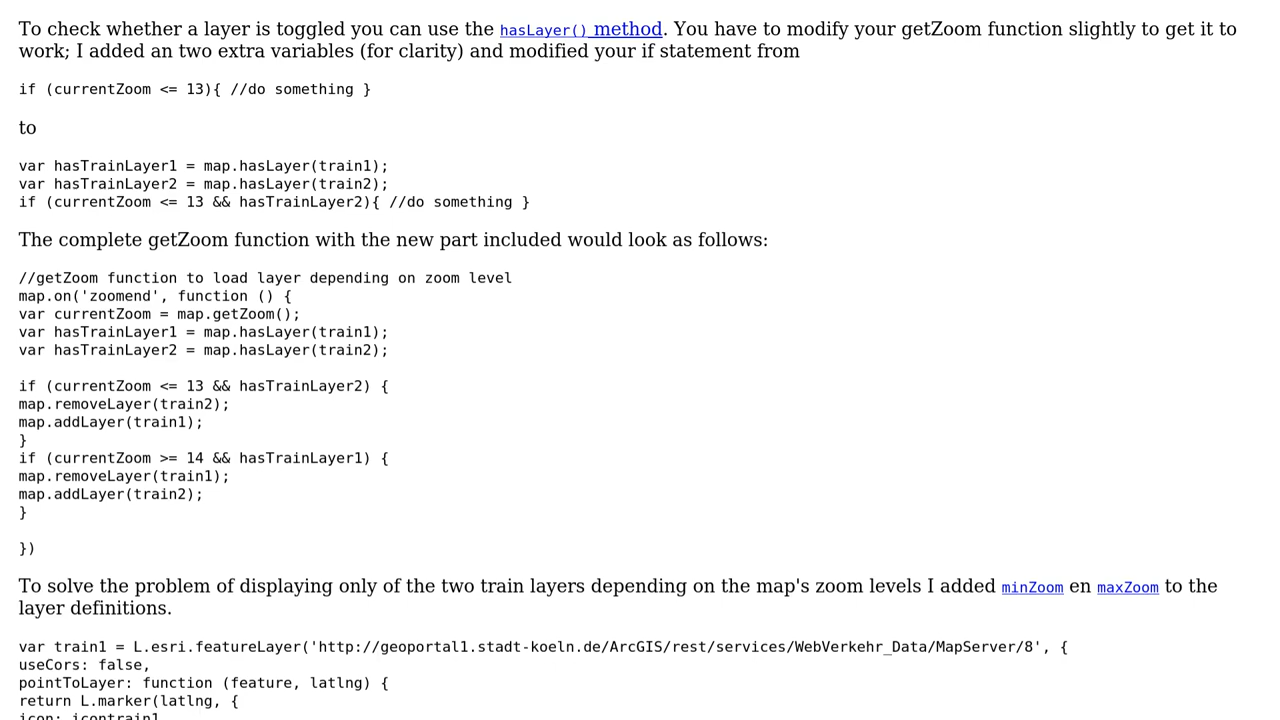 To check whether a layer is toggled you can use the hasLayer() method. You have to modify your getZoom function slightly to get it to
work; I added an two extra variables (for clarity) and modified your if statement from
if (currentZoom <= 13){ //do something }
to
var hasTrainLayer1 = map.hasLayer(train1);
var hasTrainLayer2 = map.hasLayer(train2);
if (currentZoom <= 13 && hasTrainLayer2){ //do something }
The complete getZoom function with the new part included would look as follows:
//getZoom function to load layer depending on zoom level
map.on('zoomend', function () {
var currentZoom = map.getZoom();
var hasTrainLayer1 = map.hasLayer(train1);
var hasTrainLayer2 = map.hasLayer(train2);
if (currentZoom <= 13 && hasTrainLayer2) {
map.removeLayer(train2);
map.addLayer(train1);
}
if (currentZoom >= 14 && hasTrainLayer1) {
map.removeLayer(train1);
map.addLayer(train2);
}
})
To solve the problem of displaying only of the two train layers depending on the map's zoom levels I added minZoom en maxZoom to the
layer definitions.
var train1 = L.esri.featureLayer('http://geoportal1.stadt-koeln.de/ArcGIS/rest/services/WebVerkehr_Data/MapServer/8', {
useCors: false,
pointToLayer: function (feature, latlng) {
return L.marker(latlng, {
icon: icontrain1